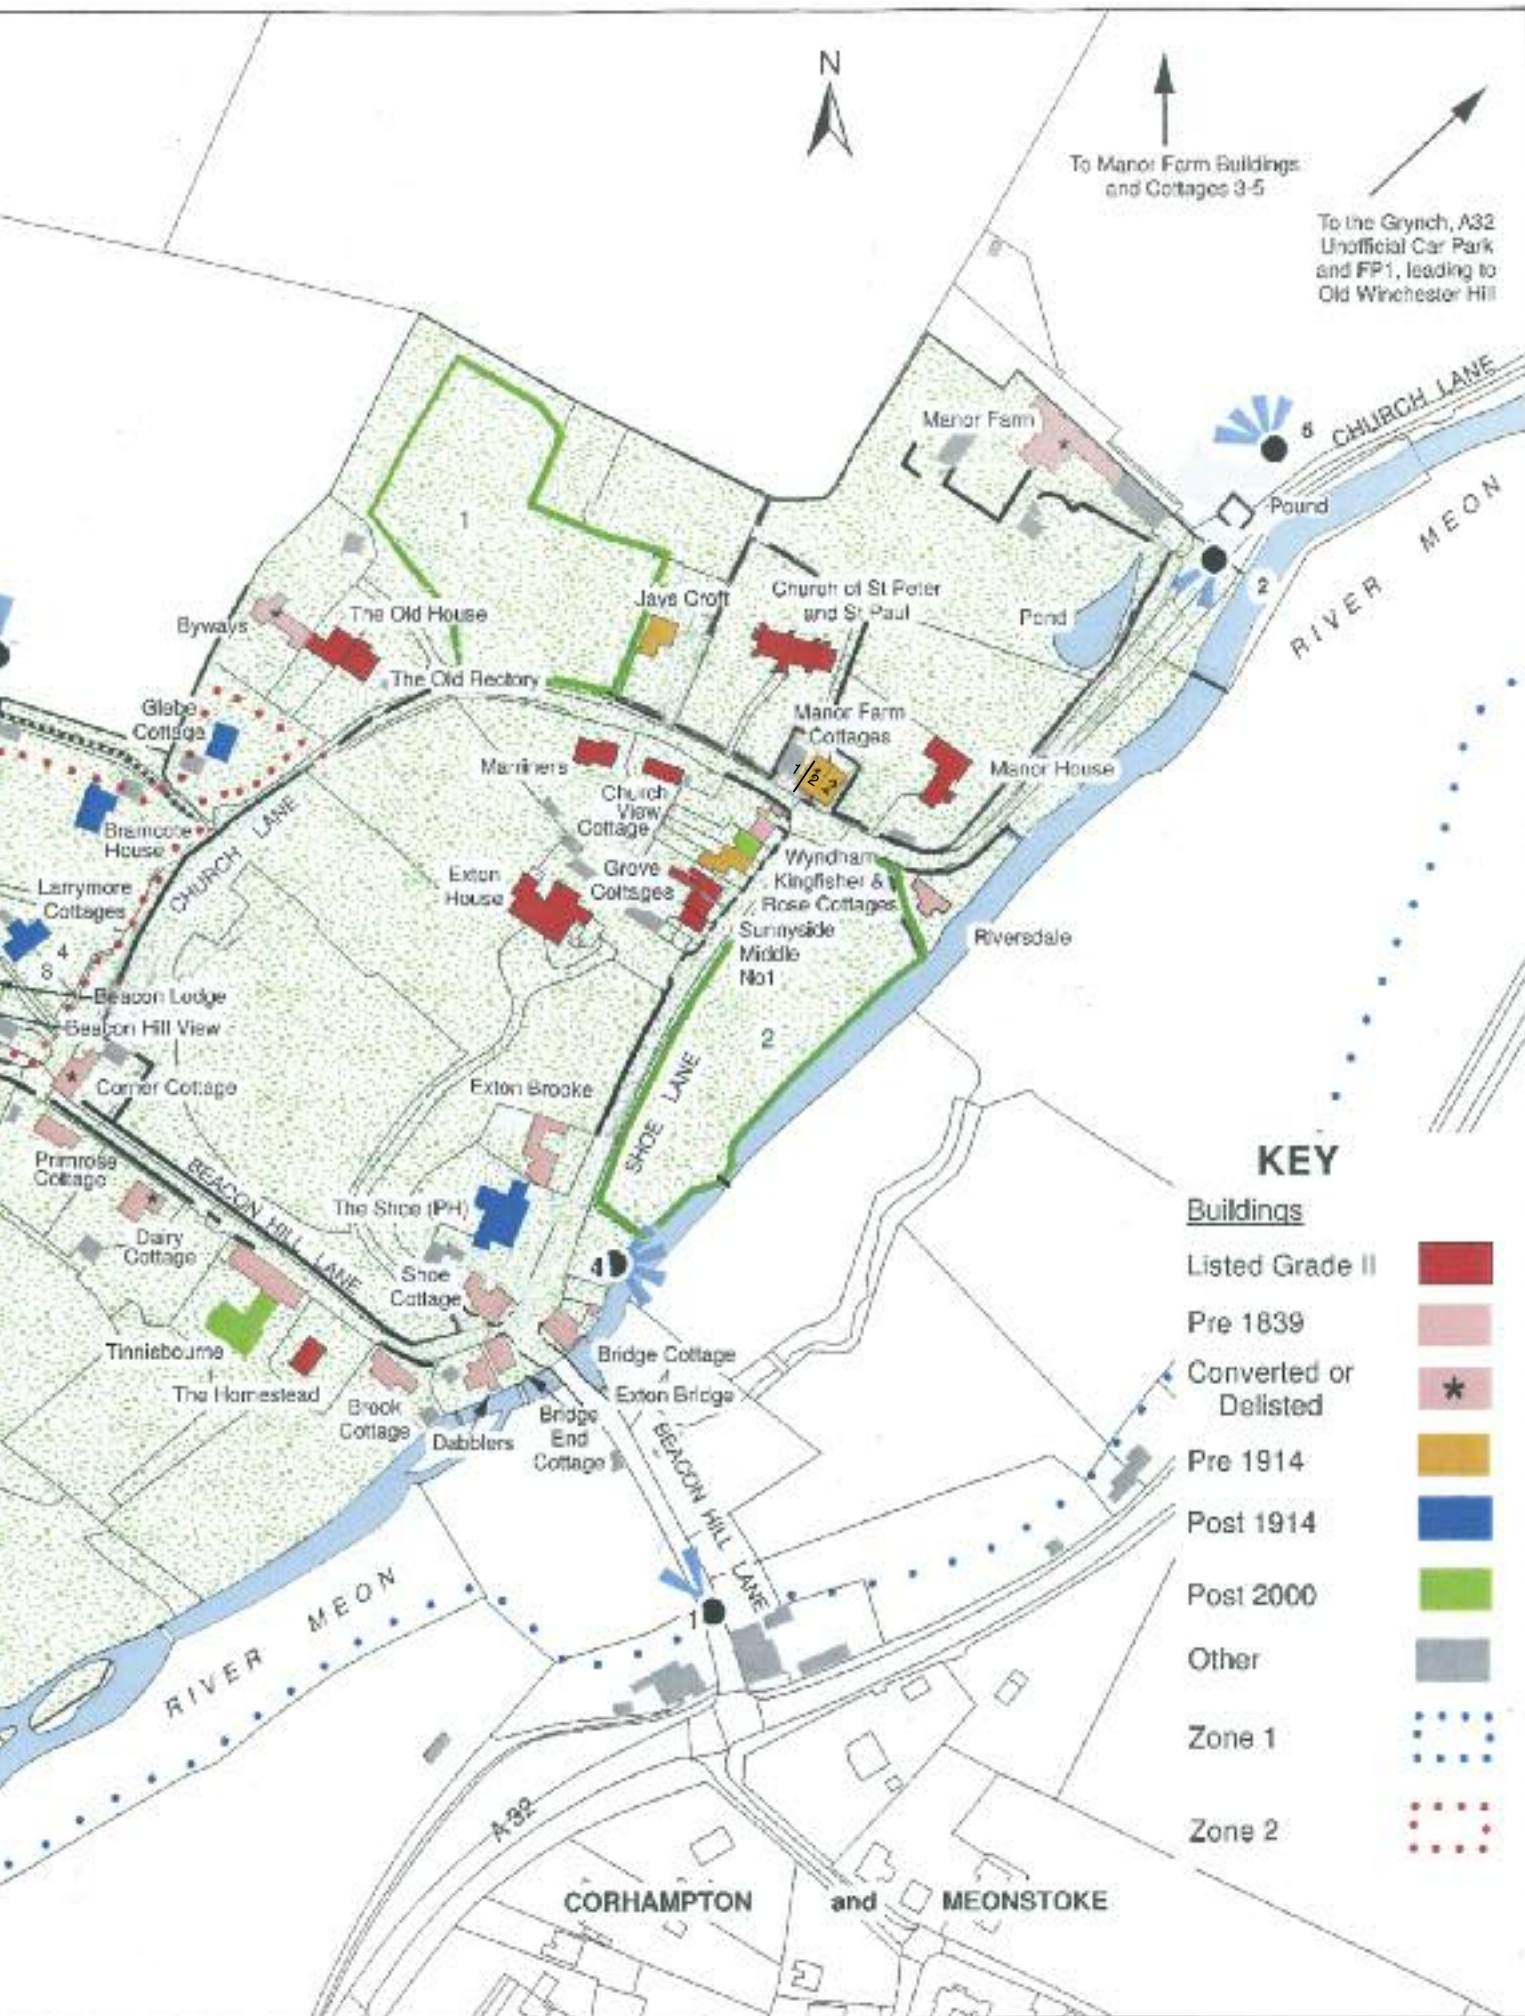 N
To Manor Farm Buildings
and Cottages 3-5
To the Grynch, A32
Unofficial Car Park
and FP1, leading to
Old Winchester Hill
CHURCH LANE
6
Manor Farm
*
Pound
RIVER MEON
1
2
Jays Croft
Church of St Peter
and St Paul
Pond
The Old House
Byways
*
The Old Rectory
Glebe
Cottage
Manor Farm
Cottages
Marriners
Manor House
1/2
Church
View
Cottage
Bramcote
House
CHURCH LANE
Wyndham
Kingfisher &
Rose Cottages
Exton
House
Grove
Cottages
Larrymore
Cottages
Sunnyside
Middle
No1
Riversdale
4
8
Beacon Lodge
Beacon Hill View
2
*
Corner Cottage
Exton Brooke
SHOE LANE
Primrose
Cottage
BEACON HILL LANE
The Shoe (PH)
*
Dairy
Cottage
4
Shoe
Cottage
Tinnisbourne
Bridge Cottage
The Homestead
Exton Bridge
Brook
Cottage
Dabblers
Bridge
End
Cottage
BEACON HILL LANE
1
RIVER MEON
A 32
CORHAMPTON and MEONSTOKE
KEY
Buildings
Listed Grade II
Pre 1839
Converted or
Delisted
*
Pre 1914
Post 1914
Post 2000
Other
Zone 1
Zone 2